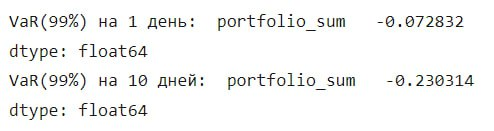 VaR(99%) на 1 день:  portfolio_sum   -0.072832
dtype: float64
VaR(99%) на 10 дней:  portfolio_sum   -0.230314
dtype: float64